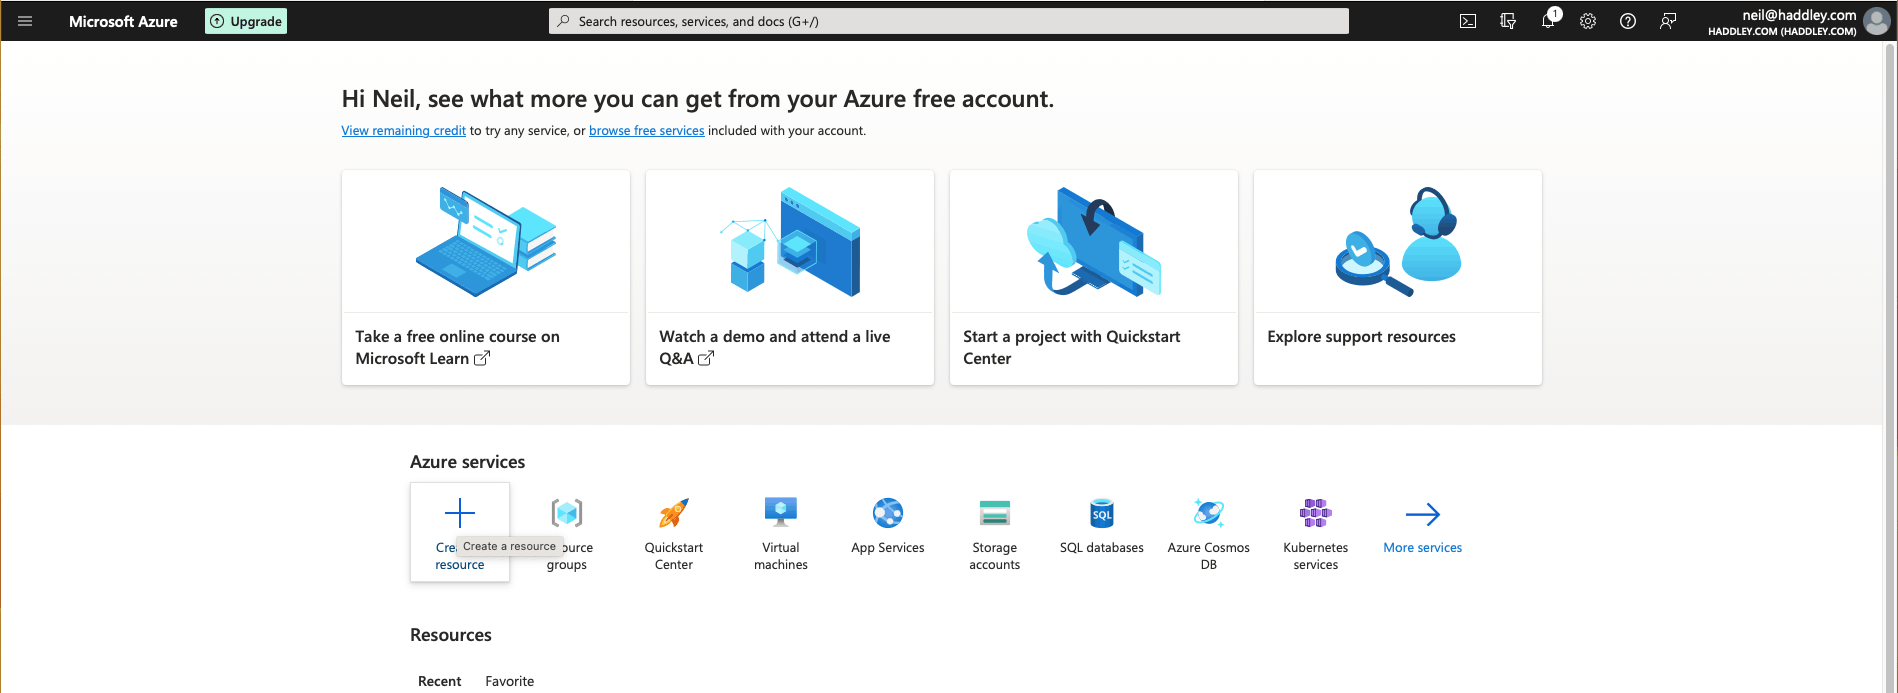 Microsoft Azure
Upgrade
Search resources, services, and docs (G+/)
1
neil@haddley.com
HADDLEY.COM (HADDLEY.COM)
Hi Neil, see what more you can get from your Azure free account.
View remaining credit to try any service, or browse free services included with your account.
Take a free online course on
Microsoft Learn
Watch a demo and attend a live
Q&A
Start a project with Quickstart
Center
Explore support resources
Azure services
Create a resource
resource
groups
Quickstart
Center
Virtual
machines
App Services
Storage
accounts
SQL
SQL databases
Azure Cosmos
DB
Kubernetes
services
More services
Resources
Recent
Favorite